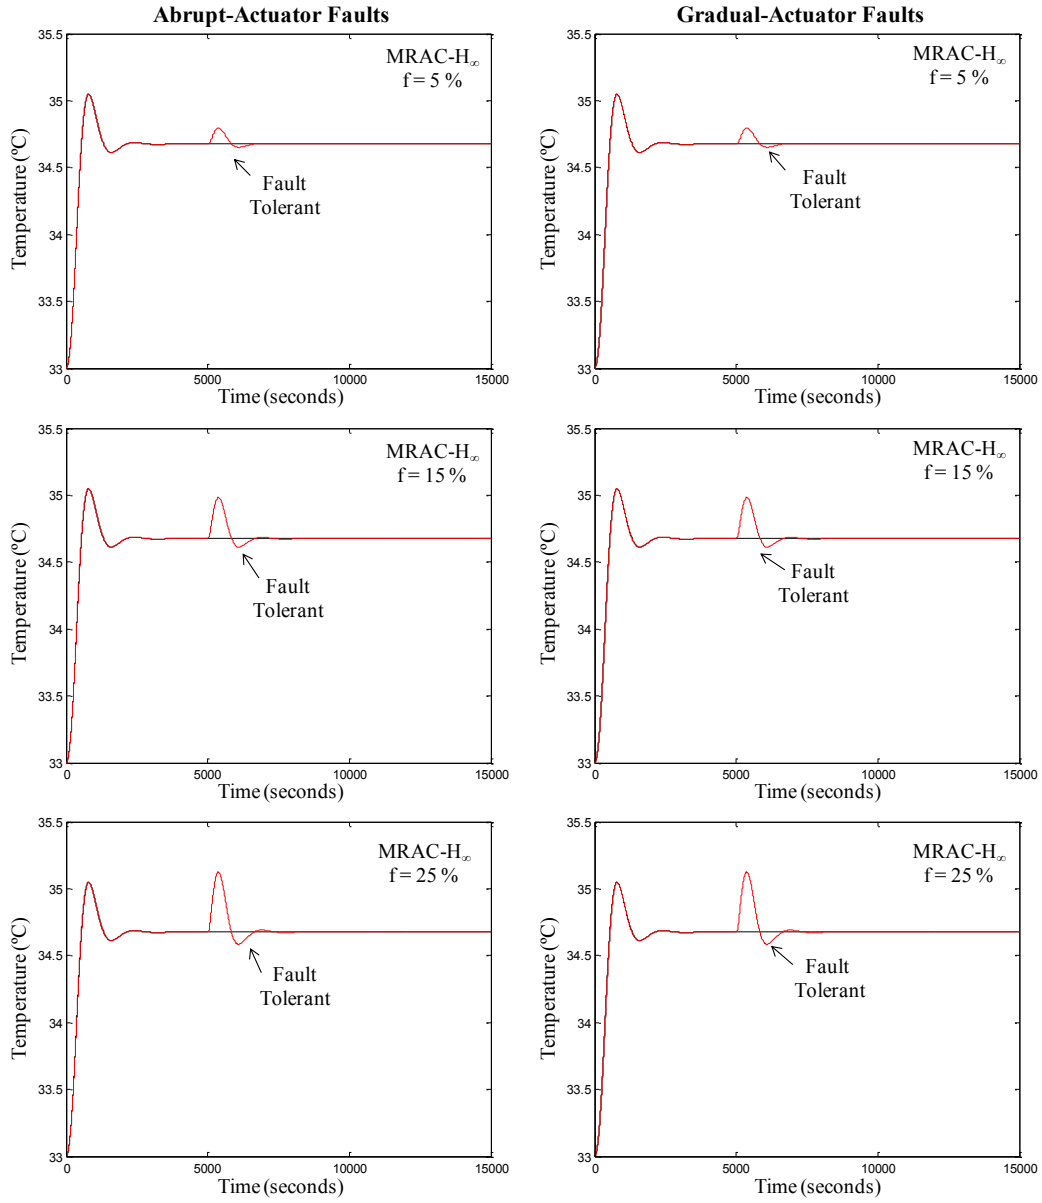 Abrupt-Actuator Faults
35.5
35
34.5
34
33.5
33
0
5000
10000
15000
Temperature (ºC)
Time (seconds)
MRAC-H∞
f = 5 %
Fault
Tolerant
Gradual-Actuator Faults
35.5
35
34.5
34
33.5
33
0
5000
10000
15000
Temperature (ºC)
Time (seconds)
MRAC-H∞
f = 5 %
Fault
Tolerant
35.5
35
34.5
34
33.5
33
0
5000
10000
15000
Temperature (ºC)
Time (seconds)
MRAC-H∞
f = 15 %
Fault
Tolerant
35.5
35
34.5
34
33.5
33
0
5000
10000
15000
Temperature (ºC)
Time (seconds)
MRAC-H∞
f = 15 %
Fault
Tolerant
35.5
35
34.5
34
33.5
33
0
5000
10000
15000
Temperature (ºC)
Time (seconds)
MRAC-H∞
f = 25 %
Fault
Tolerant
35.5
35
34.5
34
33.5
33
0
5000
10000
15000
Temperature (ºC)
Time (seconds)
MRAC-H∞
f = 25 %
Fault
Tolerant